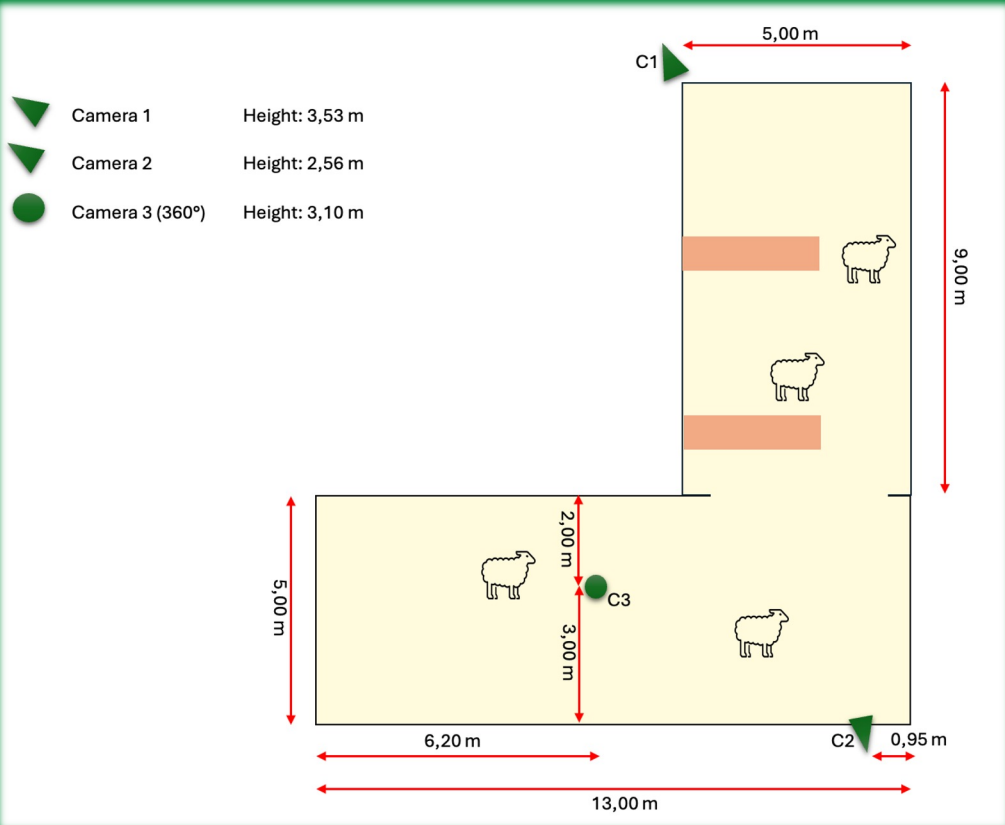 5,00 m
C1
Camera 1 Height: 3,53 m
Camera 2 Height: 2,56 m
Camera 3 (360°) Height: 3,10 m
9,00 m
2,00 m
5,00 m
C3
3,00 m
6,20 m
C2
0,95 m
13,00 m